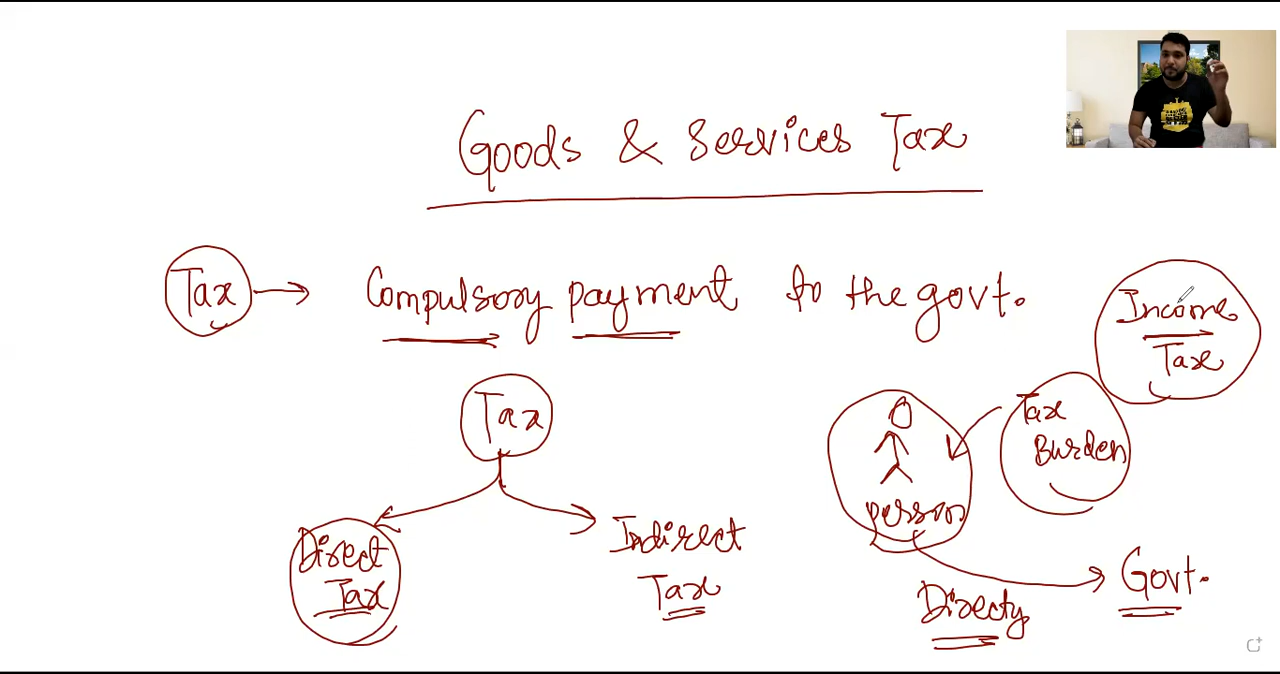 Goods & Services Tax
Tax → Compulsory payment to the govt.
Income
Tax
Tax
Burden
Tax
person
Direct
Tax
Indirect
Tax
Directy
Govt.